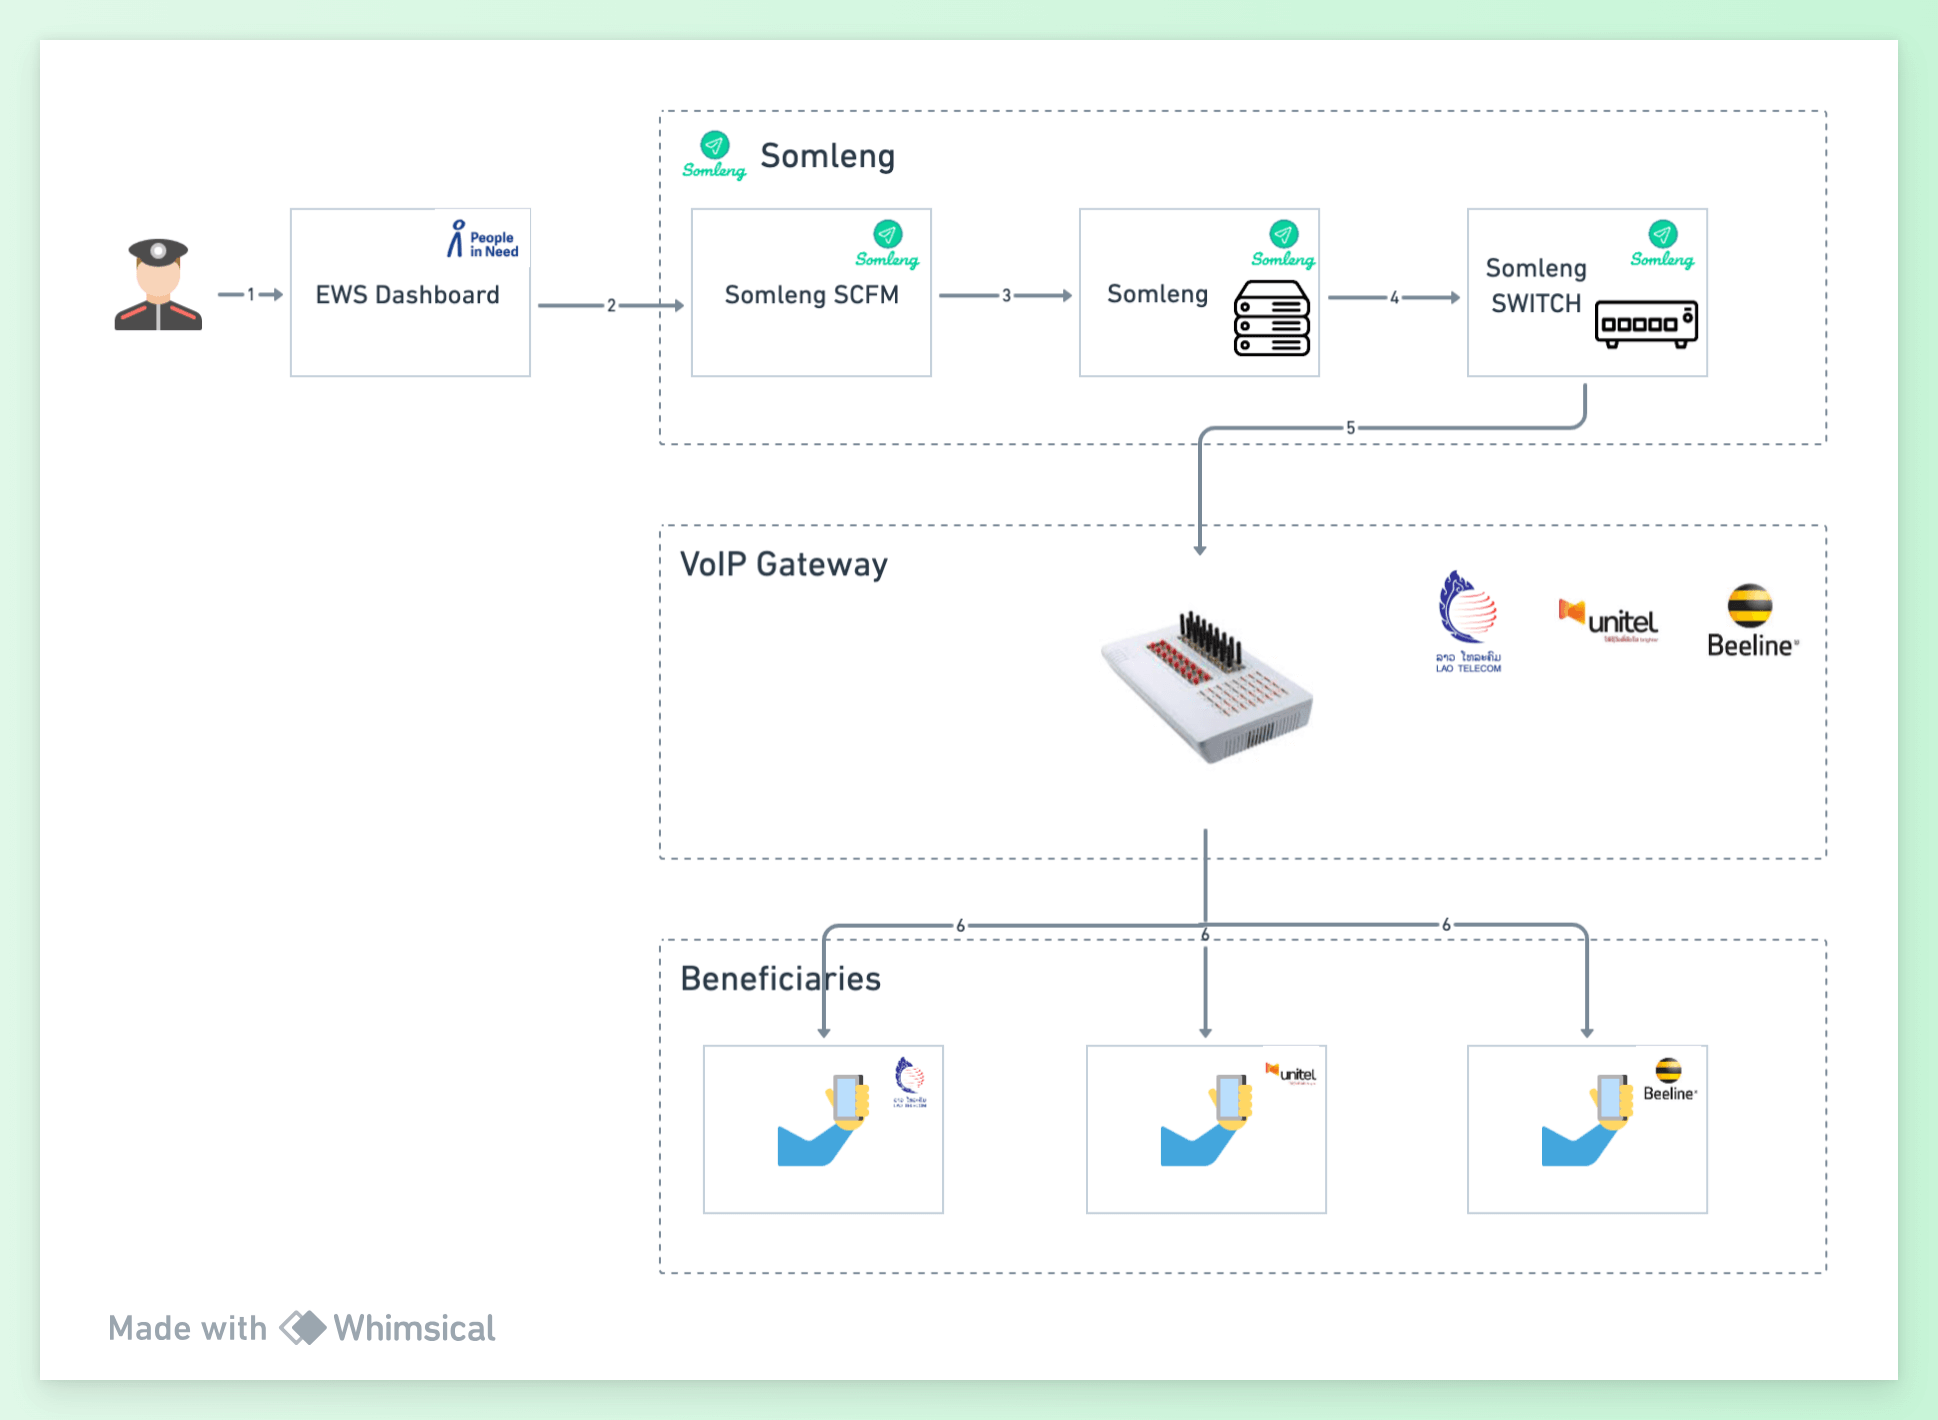 Somleng
Somleng
1
People
in Need
EWS Dashboard
2
Somleng
Somleng SCFM
3
Somleng
Somleng
4
Somleng
Somleng
SWITCH
5
VoIP Gateway
ລາວ ໂທລະຄົມ
LAO TELECOM
unitel
Beeline
6
6
6
Beneficiaries
LAO TELECOM
unitel
Beeline
Made with Whimsical